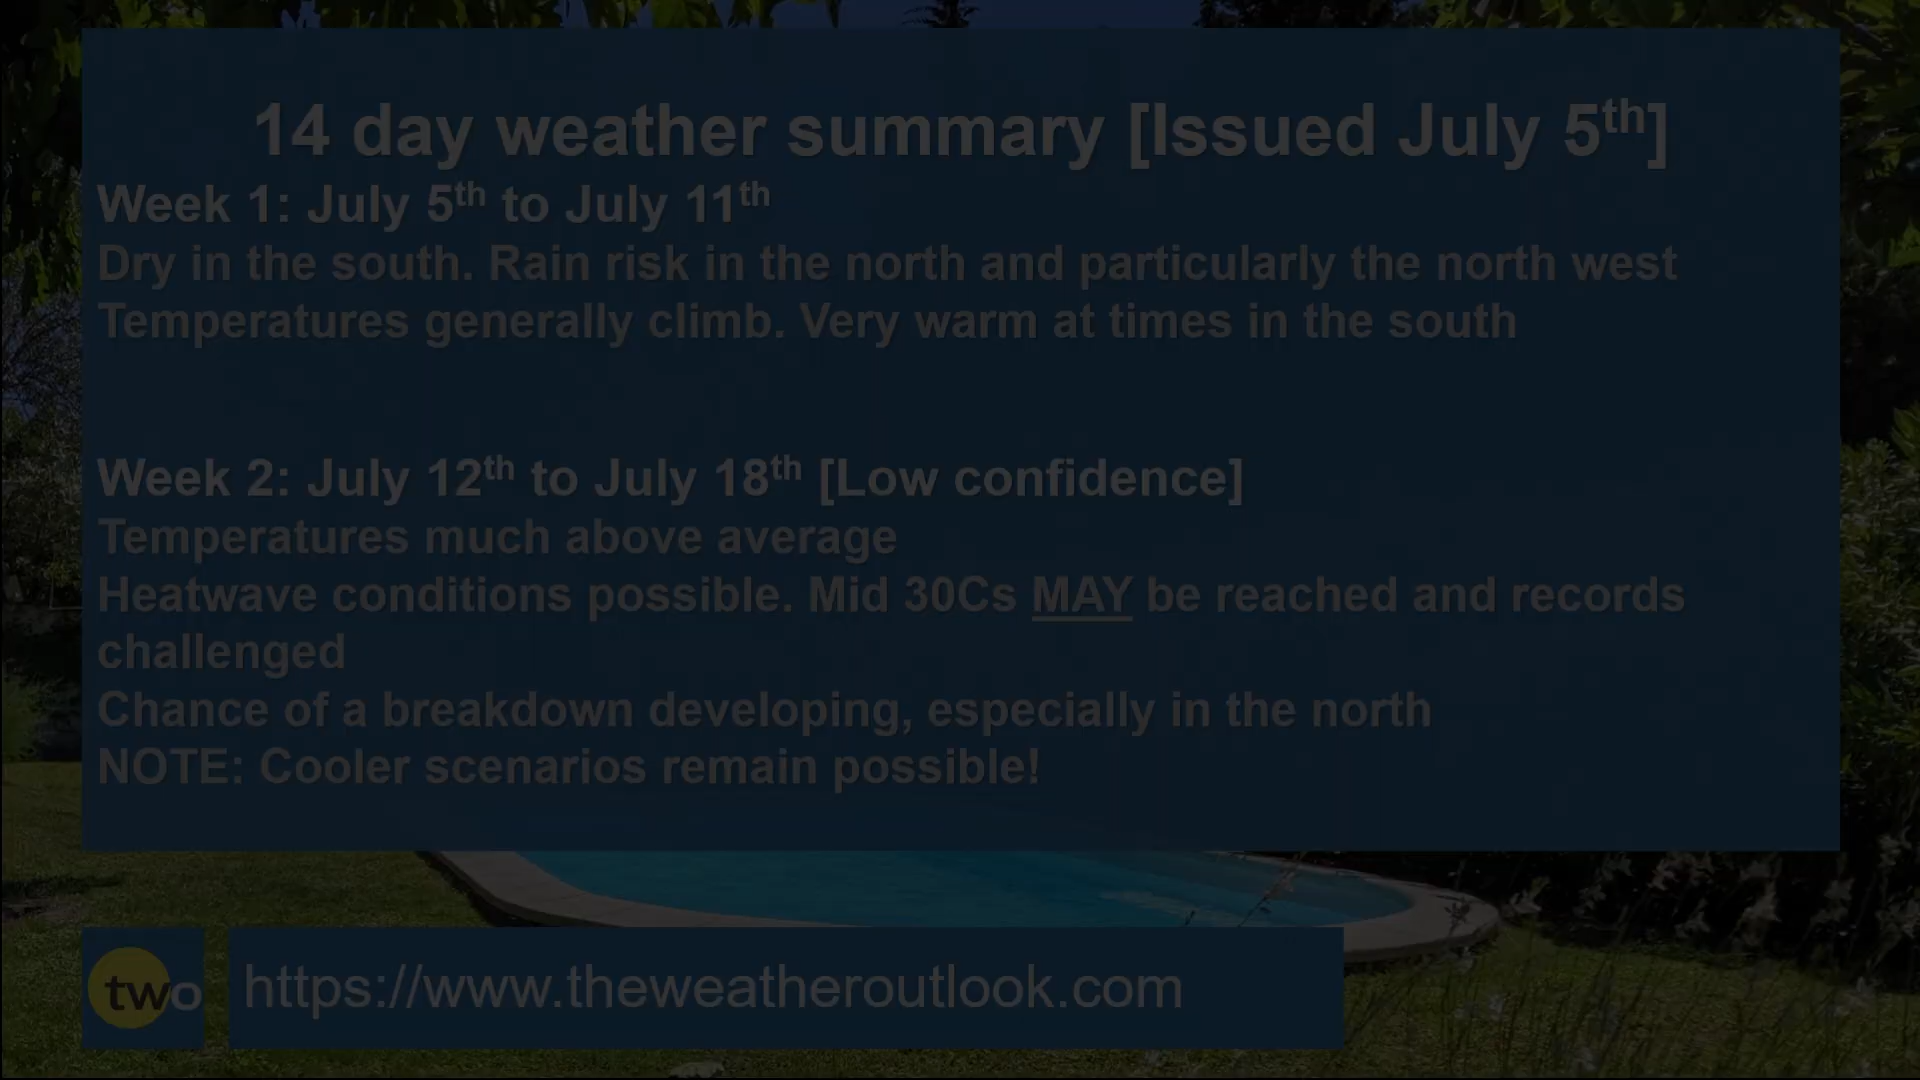 14 day weather summary [Issued July 5th]
Week 1: July 5th to July 11th
Dry in the south. Rain risk in the north and particularly the north west
Temperatures generally climb. Very warm at times in the south
Week 2: July 12th to July 18th [Low confidence]
Temperatures much above average
Heatwave conditions possible. Mid 30Cs MAY be reached and records
challenged
Chance of a breakdown developing, especially in the north
NOTE: Cooler scenarios remain possible!
two
https://www.theweatheroutlook.com